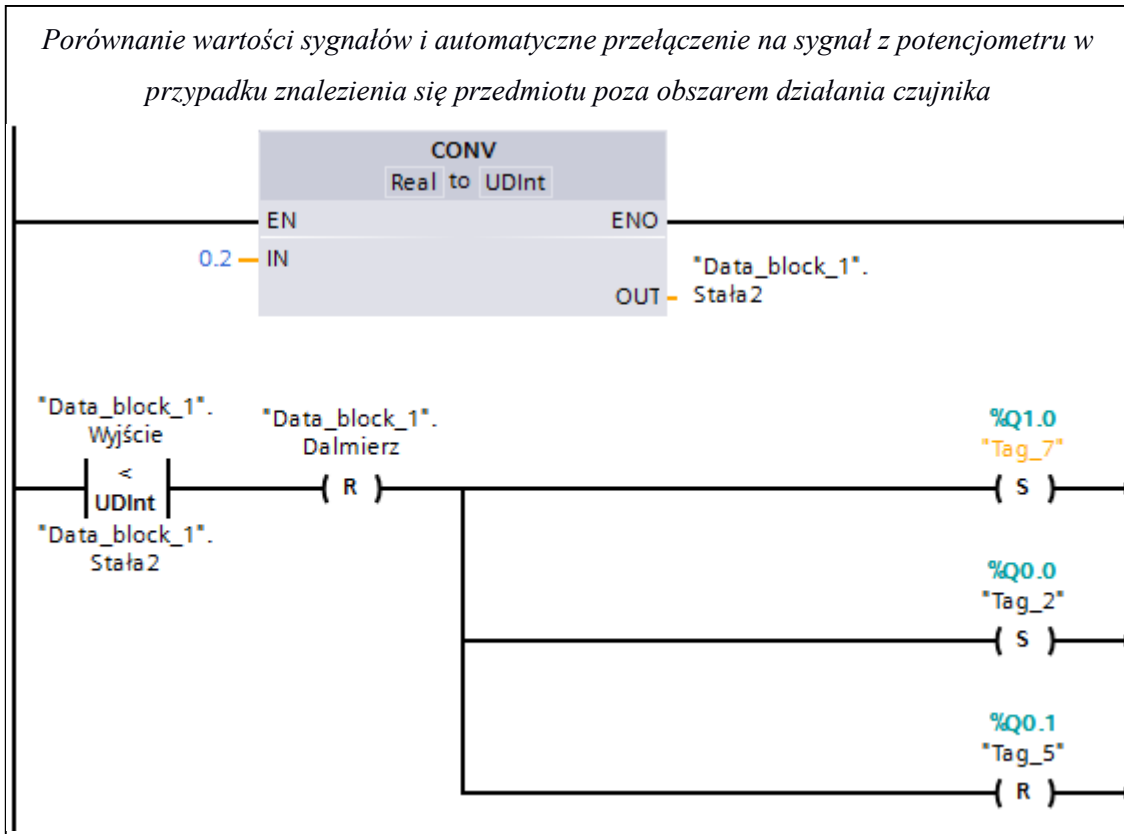 Porównanie wartości sygnałów i automatyczne przełączenie na sygnał z potencjometru w
przypadku znalezienia się przedmiotu poza obszarem działania czujnika
CONV
Real to UDInt
EN ENO
0.2 IN
OUT
"Data_block_1".
Stała2
"Data_block_1".
Wyjście
<
UDInt
"Data_block_1".
Stała2
"Data_block_1".
Dalmierz
( R )
%Q1.0
"Tag_7"
( S )
%Q0.0
"Tag_2"
( S )
%Q0.1
"Tag_5"
( R )